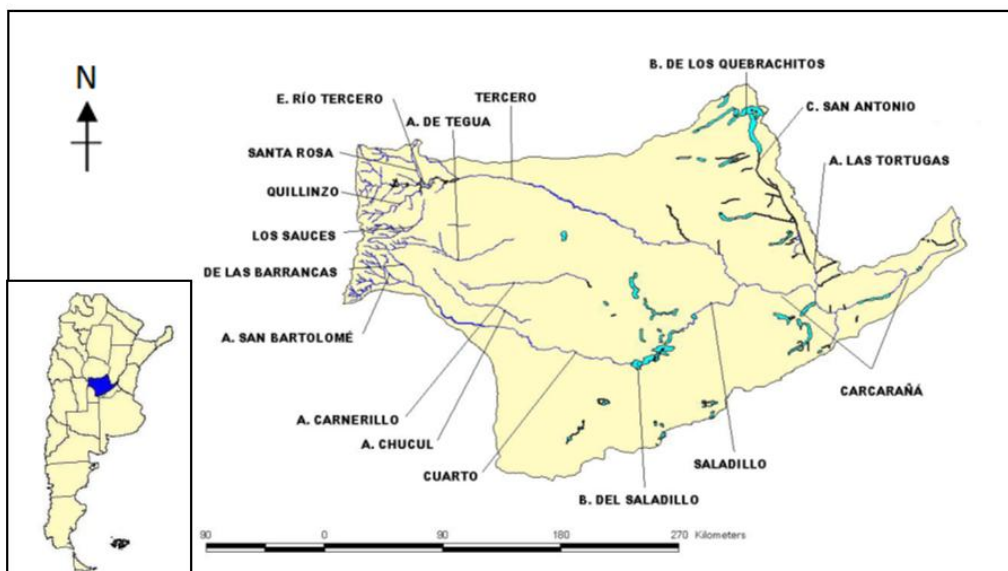 N
B. DE LOS QUEBRACHITOS
E. RÍO TERCERO
TERCERO
C. SAN ANTONIO
A. DE TEGUA
SANTA ROSA
A. LAS TORTUGAS
QUILLINZO
LOS SAUCES
DE LAS BARRANCAS
A. SAN BARTOLOMÉ
CARCARAÑÁ
A. CARNERILLO
A. CHUCUL
CUARTO
SALADILLO
B. DEL SALADILLO
90 0 90 180 270 Kilometers